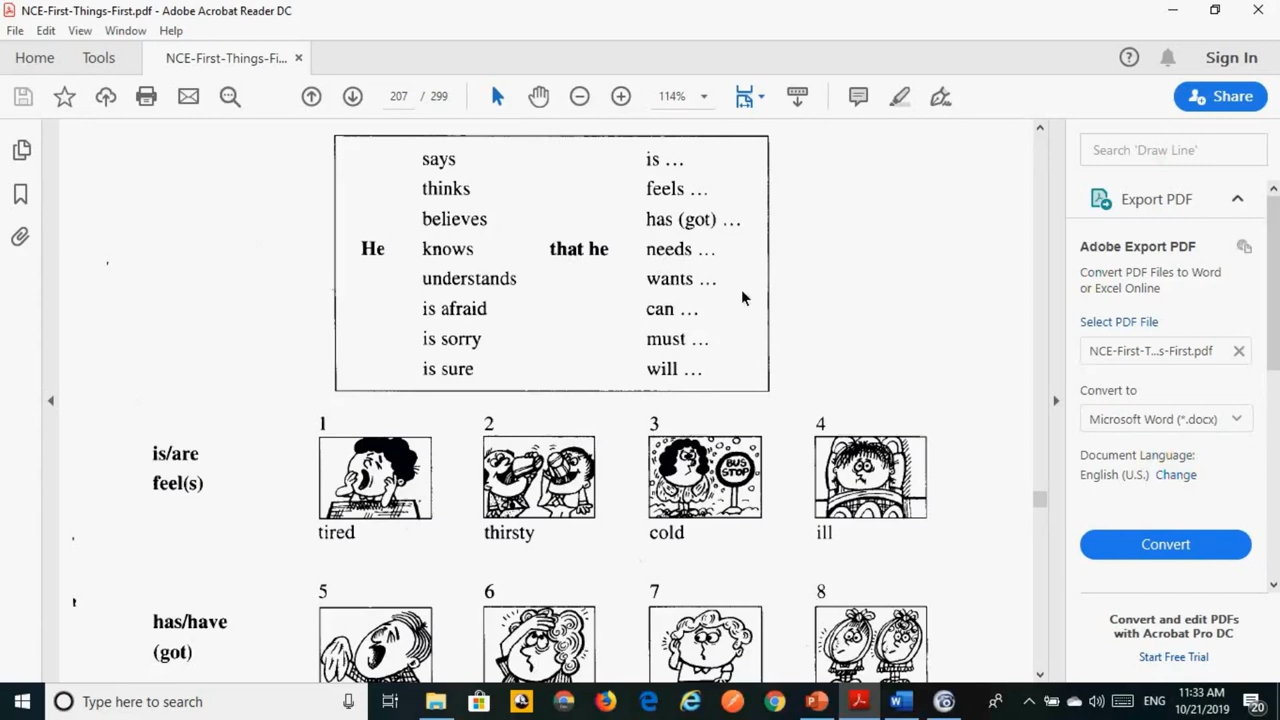 NCE-First-Things-First.pdf - Adobe Acrobat Reader DC
File Edit View Window Help
Home Tools NCE-First-Things-Fi... ×
Sign In
207 / 299 114% Share
says is ...
thinks feels ...
believes has (got) ...
He knows that he needs ...
understands wants ...
is afraid can ...
is sorry must ...
is sure will ...
1 2 3 4
is/are
feel(s)
BUS
STOP
tired thirsty cold ill
5 6 7 8
has/have
(got)
Search 'Draw Line'
Export PDF
Adobe Export PDF
Convert PDF Files to Word
or Excel Online
Select PDF File
NCE-First-T...s-First.pdf
Convert to
Microsoft Word (*.docx)
Document Language:
English (U.S.) Change
Convert
Convert and edit PDFs
with Acrobat Pro DC
Start Free Trial
Type here to search
ENG
11:33 AM
10/21/2019
20